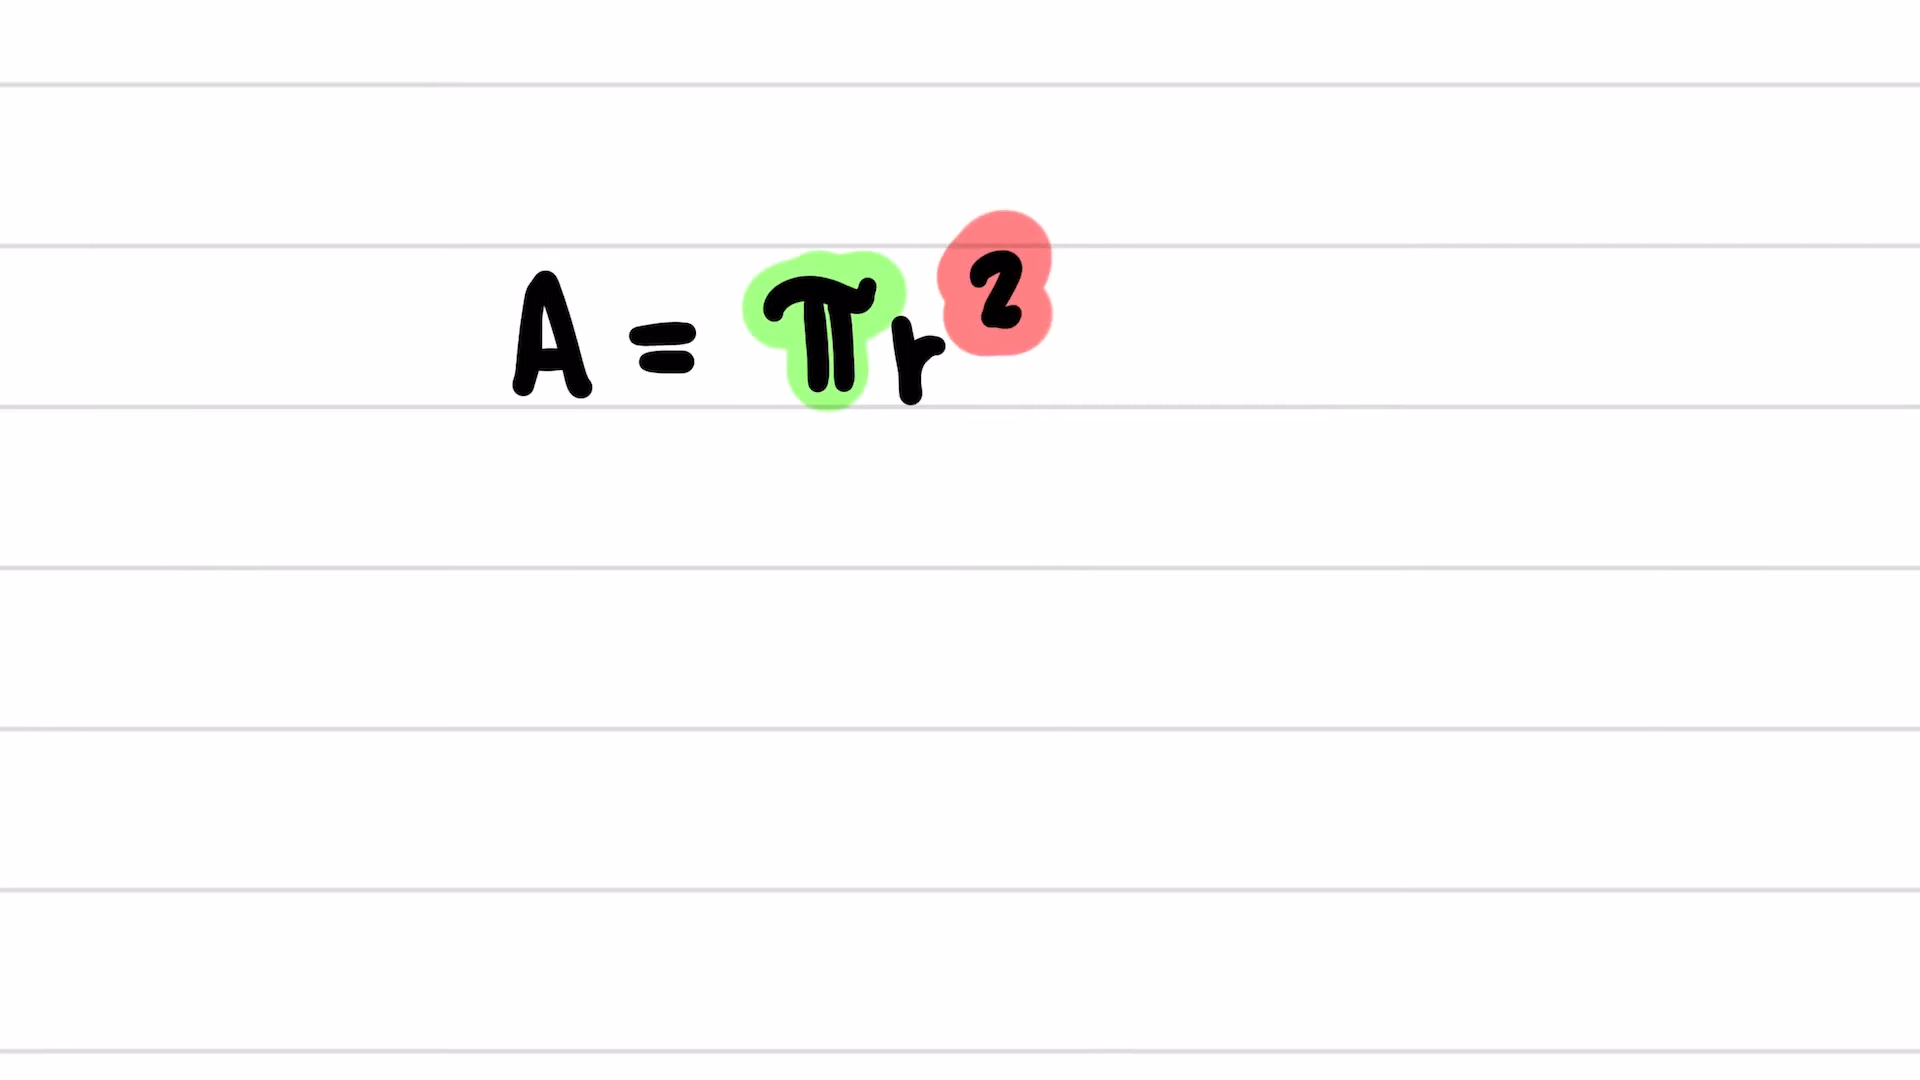 A = πr²